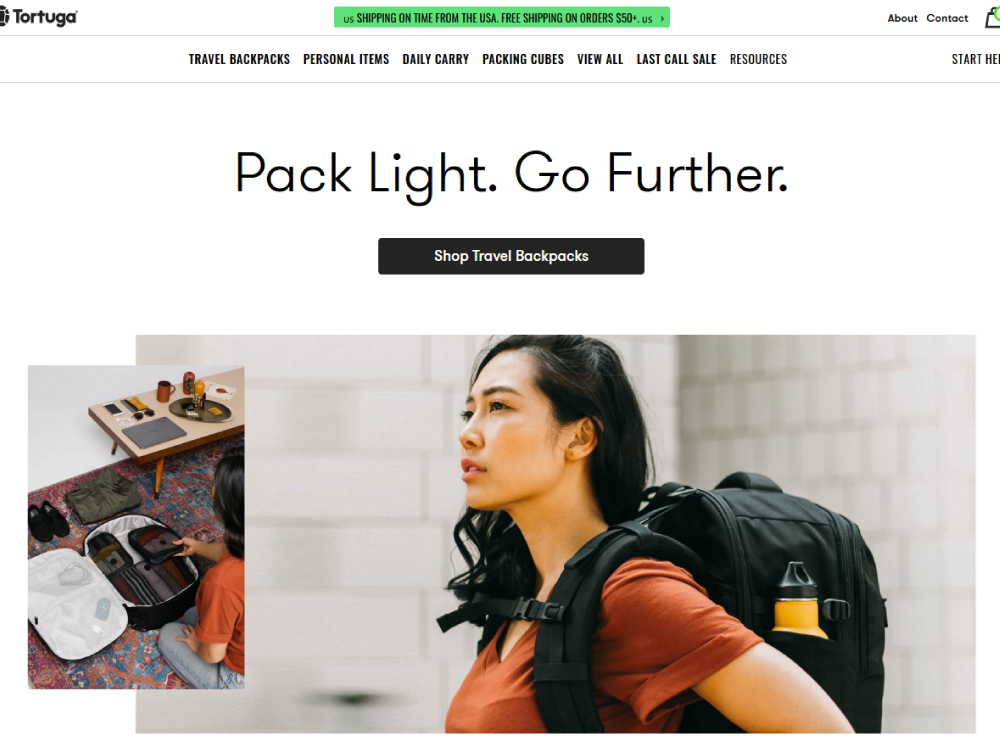 Tortuga
US SHIPPING ON TIME FROM THE USA. FREE SHIPPING ON ORDERS $50+. US >
About Contact
TRAVEL BACKPACKS PERSONAL ITEMS DAILY CARRY PACKING CUBES VIEW ALL LAST CALL SALE RESOURCES
START HE
Pack Light. Go Further.
Shop Travel Backpacks